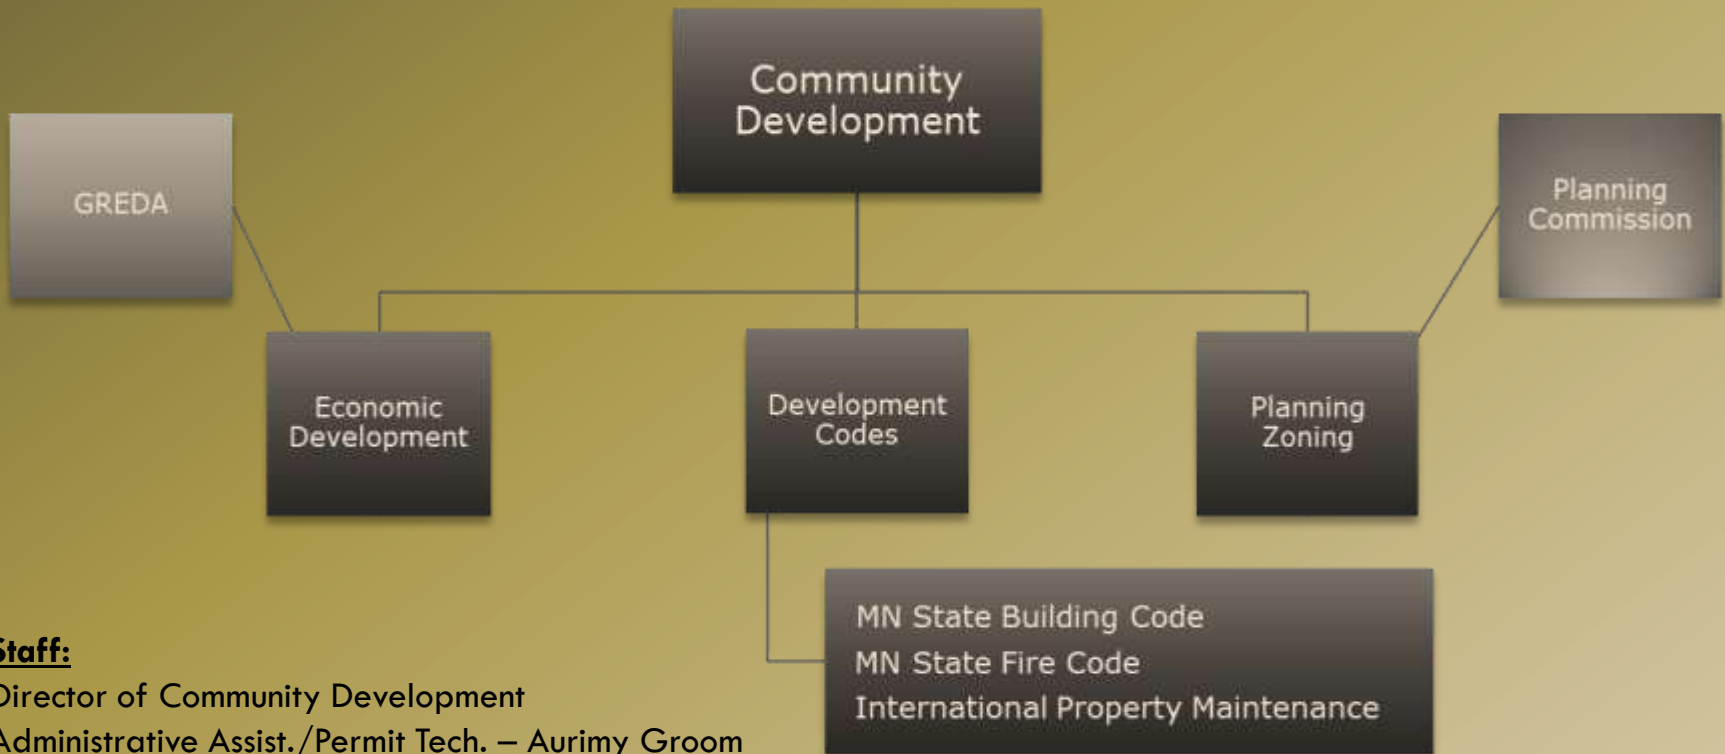 Community
Development
GREDA
Planning
Commission
Economic
Development
Development
Codes
Planning
Zoning
MN State Building Code
MN State Fire Code
International Property Maintenance
Staff:
Director of Community Development
Administrative Assist./Permit Tech. – Aurimy Groom